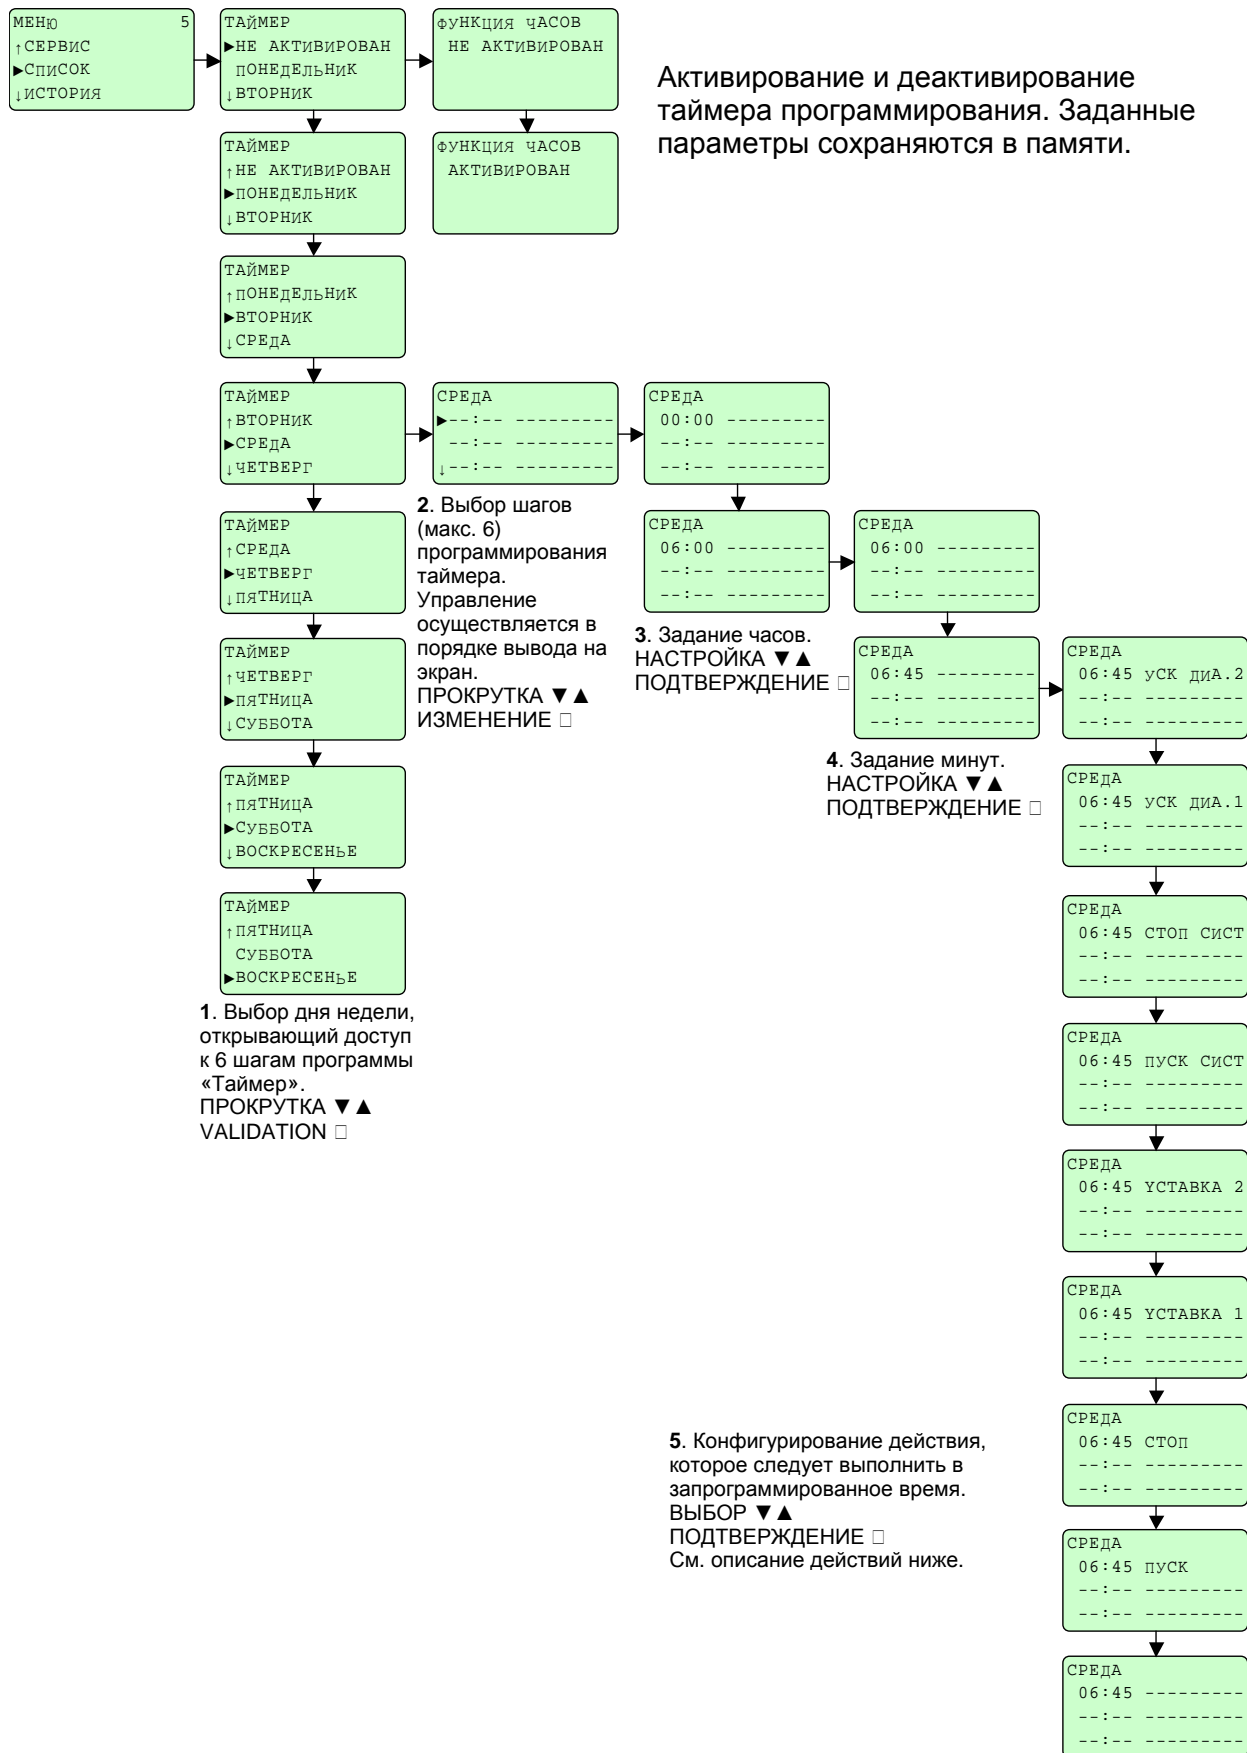 МЕНЮ 5
↑СЕРВИС
►СПИСОК
↓ИСТОРИЯ
ТАЙМЕР
►НЕ АКТИВИРОВАН
ПОНЕДЕЛЬНИК
↓ВТОРНИК
ФУНКЦИЯ ЧАСОВ
НЕ АКТИВИРОВАН
Активирование и деактивирование
таймера программирования. Заданные
параметры сохраняются в памяти.
ТАЙМЕР
↑НЕ АКТИВИРОВАН
►ПОНЕДЕЛЬНИК
↓ВТОРНИК
ФУНКЦИЯ ЧАСОВ
АКТИВИРОВАН
ТАЙМЕР
↑ПОНЕДЕЛЬНИК
►ВТОРНИК
↓СРЕДА
ТАЙМЕР
↑ВТОРНИК
►СРЕДА
↓ЧЕТВЕРГ
СРЕДА
►--:-- ---------
--:-- ---------
↓--:-- ---------
СРЕДА
00:00 ---------
--:-- ---------
--:-- ---------
ТАЙМЕР
↑СРЕДА
►ЧЕТВЕРГ
↓ПЯТНИЦА
ТАЙМЕР
↑ЧЕТВЕРГ
►ПЯТНИЦА
↓СУББОТА
ТАЙМЕР
↑ПЯТНИЦА
►СУББОТА
↓ВОСКРЕСЕНЬЕ
ТАЙМЕР
↑ПЯТНИЦА
СУББОТА
►ВОСКРЕСЕНЬЕ
1. Выбор дня недели,
открывающий доступ
к 6 шагам программы
«Таймер».
ПРОКРУТКА ▼▲
VALIDATION □
2. Выбор шагов
(макс. 6)
программирования
таймера.
Управление
осуществляется в
порядке вывода на
экран.
ПРОКРУТКА ▼▲
ИЗМЕНЕНИЕ □
СРЕДА
06:00 ---------
--:-- ---------
--:-- ---------
3. Задание часов.
НАСТРОЙКА ▼▲
ПОДТВЕРЖДЕНИЕ □
СРЕДА
06:00 ---------
--:-- ---------
--:-- ---------
СРЕДА
06:45 ---------
--:-- ---------
--:-- ---------
4. Задание минут.
НАСТРОЙКА ▼▲
ПОДТВЕРЖДЕНИЕ □
СРЕДА
06:45 УСК ДИА.2
--:-- ---------
--:-- ---------
СРЕДА
06:45 УСК ДИА.1
--:-- ---------
--:-- ---------
СРЕДА
06:45 СТОП СИСТ
--:-- ---------
--:-- ---------
СРЕДА
06:45 ПУСК СИСТ
--:-- ---------
--:-- ---------
СРЕДА
06:45 YСТАВКА 2
--:-- ---------
--:-- ---------
СРЕДА
06:45 YСТАВКА 1
--:-- ---------
--:-- ---------
СРЕДА
06:45 СТОП
--:-- ---------
--:-- ---------
СРЕДА
06:45 ПУСК
--:-- ---------
--:-- ---------
СРЕДА
06:45 ---------
--:-- ---------
--:-- ---------
5. Конфигурирование действия,
которое следует выполнить в
запрограммированное время.
ВЫБОР ▼▲
ПОДТВЕРЖДЕНИЕ □
См. описание действий ниже.